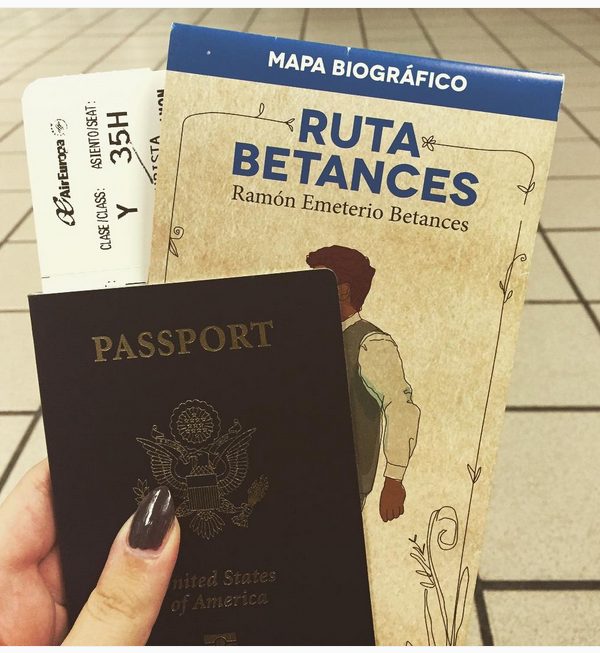 MAPA BIOGRÁFICO
RUTA
BETANCES
Ramón Emeterio Betances
AirEuropa
CLASE/CLASS:
Y
ASIENTO/SEAT:
35H
PASSPORT
United States
of America